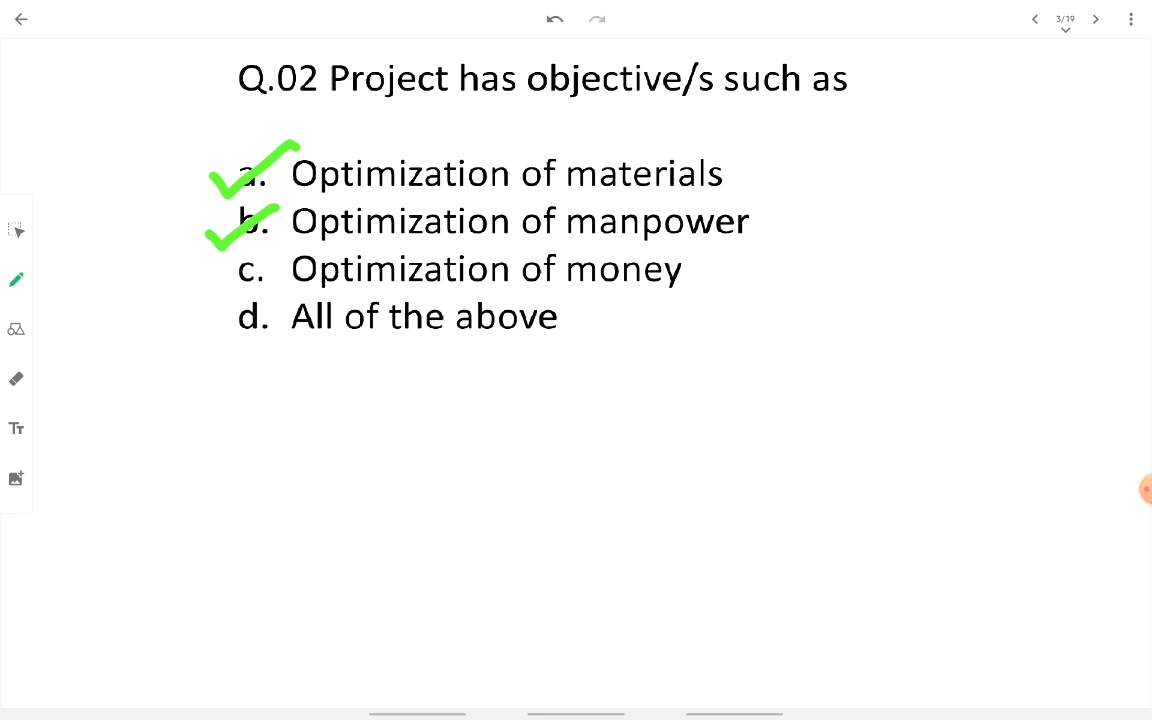 3/19
Q.02 Project has objective/s such as
a. Optimization of materials
b. Optimization of manpower
c. Optimization of money
d. All of the above
Tт